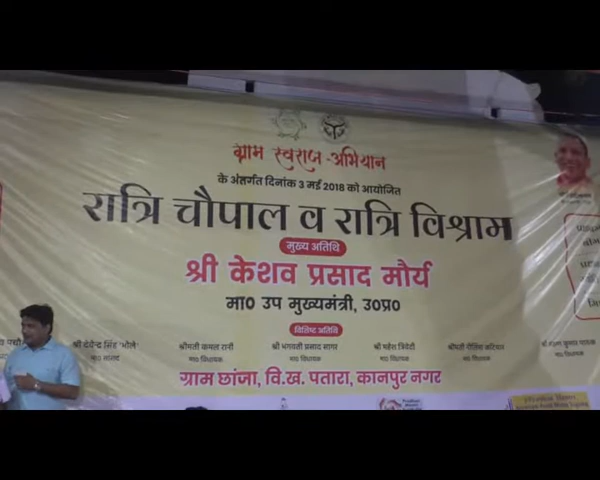 ग्राम स्वराज-अभियान
के अंतर्गत दिनांक 3 मई 2018 को आयोजित
रात्रि चौपाल व रात्रि विश्राम
मुख्य अतिथि
श्री केशव प्रसाद मौर्य
मा० उप मुख्यमंत्री, उ०प्र०
विशिष्ट अतिथि
श्री देवेन्द्र सिंह 'भोले' श्रीमती कमल रानी श्री भगवती प्रसाद सागर श्री महेश त्रिवेदी श्रीमती नीलिमा कटियार
मा० सांसद मा० विधायक मा० विधायक मा० विधायक मा० विधायक मा० विधायक
ग्राम छांजा, वि.ख. पतारा, कानपुर नगर